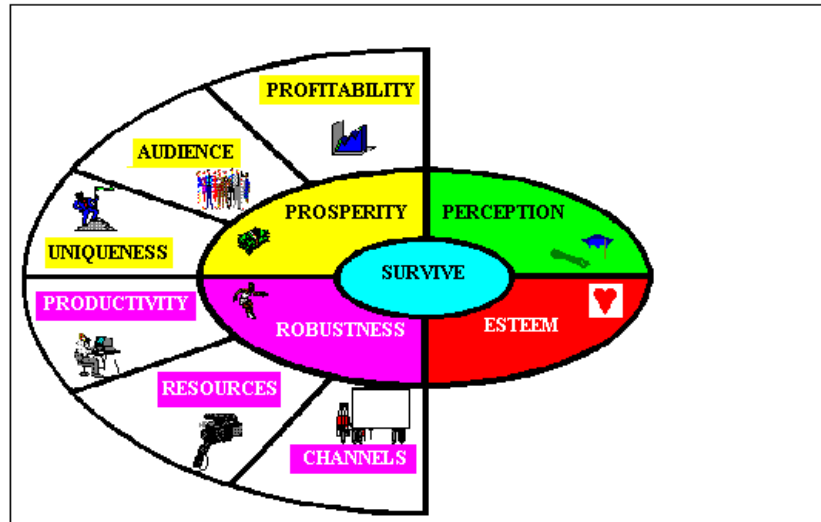 PROFITABILITY
AUDIENCE
PROSPERITY
PERCEPTION
UNIQUENESS
SURVIVE
PRODUCTIVITY
ROBUSTNESS
ESTEEM
RESOURCES
CHANNELS